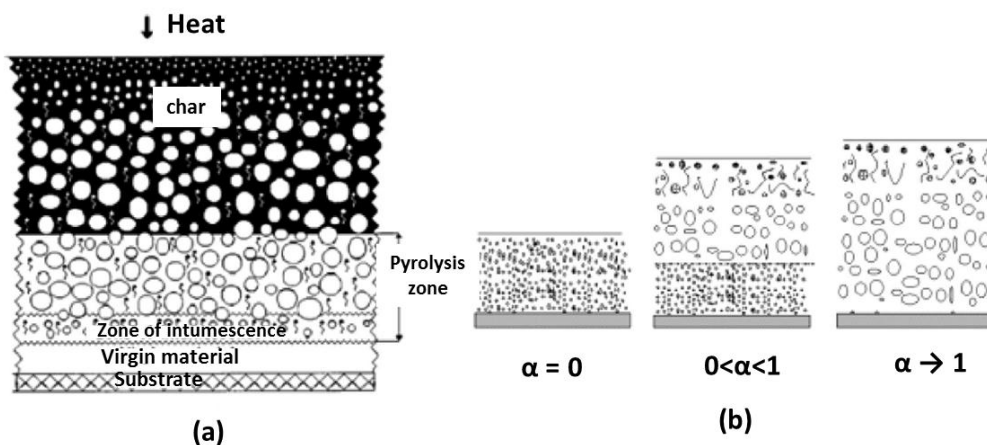 Heat
char
Pyrolysis
zone
Zone of intumescence
Virgin material
Substrate
(a)
α = 0
0<α<1
α → 1
(b)